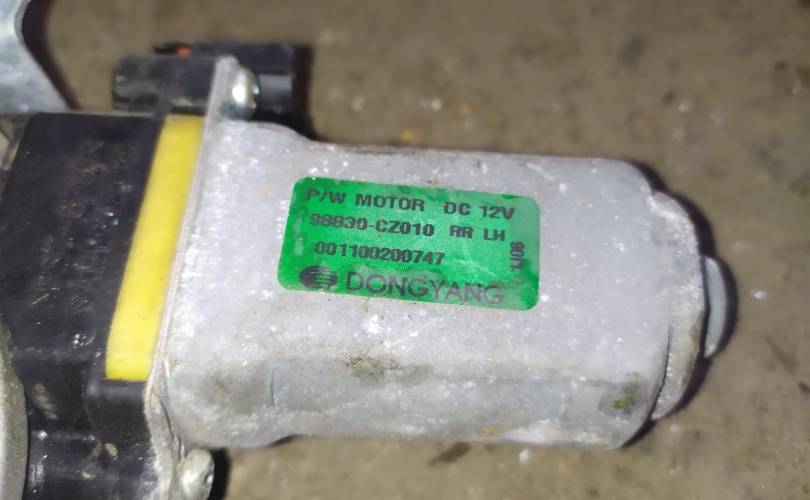 P/W MOTOR DC 12V
98830-CZ010 RR LH
001100200747
DONGYANG